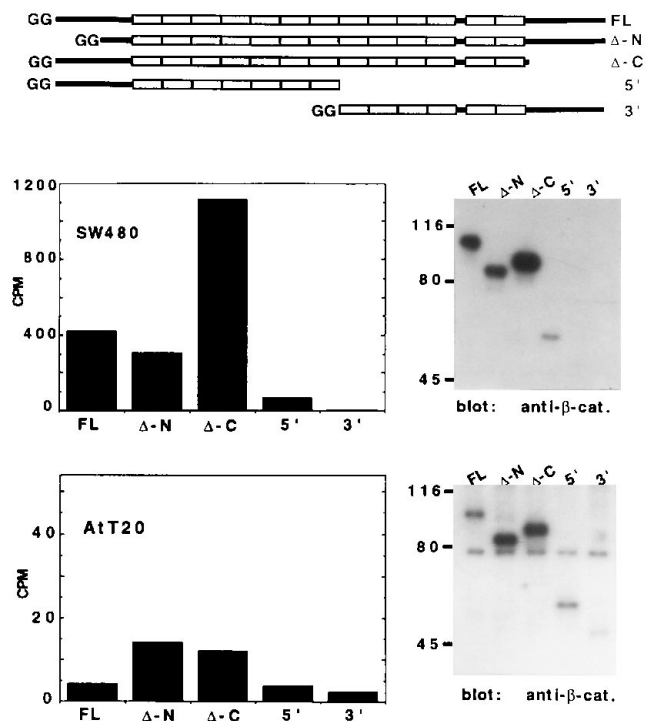 GG FL
GG Δ-N
GG Δ-C
GG 5'
GG 3'
SW480
CPM
1200
800
400
0
FL Δ-N Δ-C 5' 3'
FL Δ-N Δ-C 5' 3'
116
80
45
blot: anti-β-cat.
AtT20
CPM
40
20
0
FL Δ-N Δ-C 5' 3'
FL Δ-N Δ-C 5' 3'
116
80
45
blot: anti-β-cat.